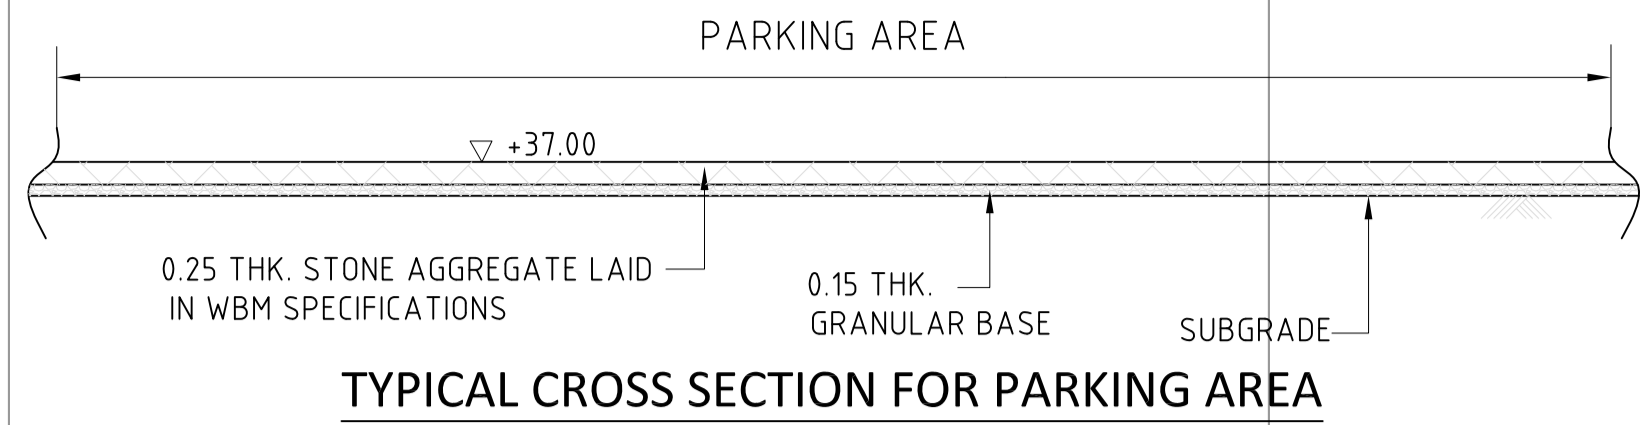 PARKING AREA
+37.00
0.25 THK. STONE AGGREGATE LAID
IN WBM SPECIFICATIONS
0.15 THK.
GRANULAR BASE
SUBGRADE
TYPICAL CROSS SECTION FOR PARKING AREA